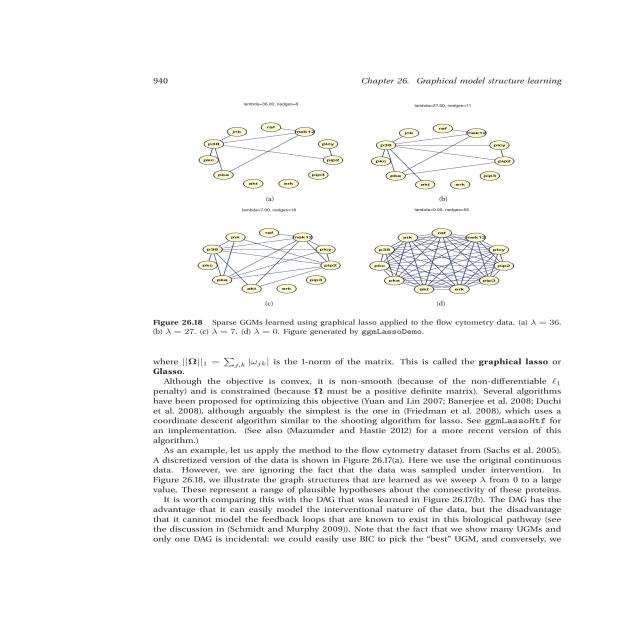 940
Chapter 26. Graphical model structure learning
lambda=36.00, nedges=8
lambda=27.00, nedges=11
raf
jnk
mek12
p38
plcy
pkc
pip2
pka
pip3
akt
erk
raf
jnk
mek12
p38
plcy
pkc
pip2
pka
pip3
akt
erk
(a)
(b)
lambda=7.00, nedges=18
lambda=0.00, nedges=55
raf
jnk
mek12
p38
plcy
pkc
pip2
pka
pip3
akt
erk
raf
jnk
mek12
p38
plcy
pkc
pip2
pka
pip3
akt
erk
(c)
(d)
Figure 26.18 Sparse GGMs learned using graphical lasso applied to the flow cytometry data. (a) λ = 36.
(b) λ = 27. (c) λ = 7. (d) λ = 0. Figure generated by ggmLassoDemo.
where ||Ω||₁ = ∑j,k |ωjk| is the 1-norm of the matrix. This is called the graphical lasso or
Glasso.
Although the objective is convex, it is non-smooth (because of the non-differentiable ℓ₁
penalty) and is constrained (because Ω must be a positive definite matrix). Several algorithms
have been proposed for optimizing this objective (Yuan and Lin 2007; Banerjee et al. 2008; Duchi
et al. 2008), although arguably the simplest is the one in (Friedman et al. 2008), which uses a
coordinate descent algorithm similar to the shooting algorithm for lasso. See ggmLassoHtf for
an implementation. (See also (Mazumder and Hastie 2012) for a more recent version of this
algorithm.)
As an example, let us apply the method to the flow cytometry dataset from (Sachs et al. 2005).
A discretized version of the data is shown in Figure 26.17(a). Here we use the original continuous
data. However, we are ignoring the fact that the data was sampled under intervention. In
Figure 26.18, we illustrate the graph structures that are learned as we sweep λ from 0 to a large
value. These represent a range of plausible hypotheses about the connectivity of these proteins.
It is worth comparing this with the DAG that was learned in Figure 26.17(b). The DAG has the
advantage that it can easily model the interventional nature of the data, but the disadvantage
that it cannot model the feedback loops that are known to exist in this biological pathway (see
the discussion in (Schmidt and Murphy 2009)). Note that the fact that we show many UGMs and
only one DAG is incidental: we could easily use BIC to pick the “best” UGM, and conversely, we